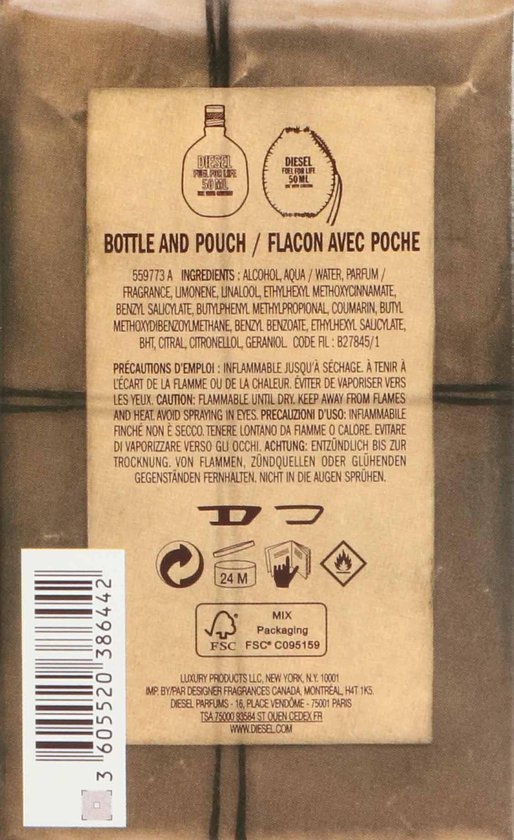 DIESEL
FUEL FOR LIFE
50 ML
DIESEL
FUEL FOR LIFE
50 ML
BOTTLE AND POUCH / FLACON AVEC POCHE
559773 A INGREDIENTS : ALCOHOL, AQUA / WATER, PARFUM /
FRAGRANCE, LIMONENE, LINALOOL, ETHYLHEXYL METHOXYCINNAMATE,
BENZYL SALICYLATE, BUTYLPHENYL METHYLPROPIONAL, COUMARIN, BUTYL
METHOXYDIBENZOYLMETHANE, BENZYL BENZOATE, ETHYLHEXYL SALICYLATE,
BHT, CITRAL, CITRONELLOL, GERANIOL. CODE FIL : B27845/1
PRÉCAUTIONS D'EMPLOI : INFLAMMABLE JUSQU'À SÉCHAGE. À TENIR À
L'ÉCART DE LA FLAMME OU DE LA CHALEUR. ÉVITER DE VAPORISER VERS
LES YEUX. CAUTION: FLAMMABLE UNTIL DRY. KEEP AWAY FROM FLAMES
AND HEAT. AVOID SPRAYING IN EYES. PRECAUZIONI D'USO: INFIAMMABILE
FINCHÉ NON È SECCO. TENERE LONTANO DA FIAMME O CALORE. EVITARE
DI VAPORIZZARE VERSO GLI OCCHI. ACHTUNG: ENTZÜNDLICH BIS ZUR
TROCKNUNG. VON FLAMMEN, ZÜNDQUELLEN ODER GLÜHENDEN
GEGENSTÄNDEN FERNHALTEN. NICHT IN DIE AUGEN SPRÜHEN.
24 M
FSC
MIX
Packaging
FSC® C095159
LUXURY PRODUCTS LLC, NEW YORK, N.Y. 10001
IMP. BY/PAR DESIGNER FRAGRANCES CANADA, MONTRÉAL, H4T 1K5.
DIESEL PARFUMS - 16, PLACE VENDÔME - 75001 PARIS
TSA 75000 93584 ST OUEN CEDEX FR
WWW.DIESEL.COM
3 605520 386442